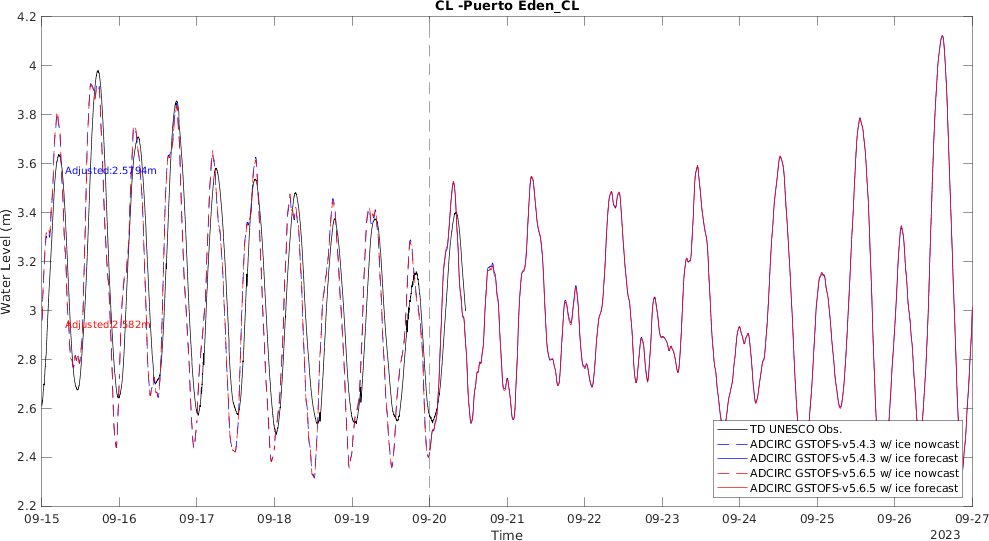 CL -Puerto Eden_CL
4.2
4
3.8
3.6
3.4
3.2
3
2.8
2.6
2.4
2.2
Water Level (m)
Adjusted:2.5794m
Adjusted:2.582m
TD UNESCO Obs.
ADCIRC GSTOFS-v5.4.3 w/ ice nowcast
ADCIRC GSTOFS-v5.4.3 w/ ice forecast
ADCIRC GSTOFS-v5.6.5 w/ ice nowcast
ADCIRC GSTOFS-v5.6.5 w/ ice forecast
09-15 09-16 09-17 09-18 09-19 09-20 09-21 09-22 09-23 09-24 09-25 09-26 09-27
Time
2023